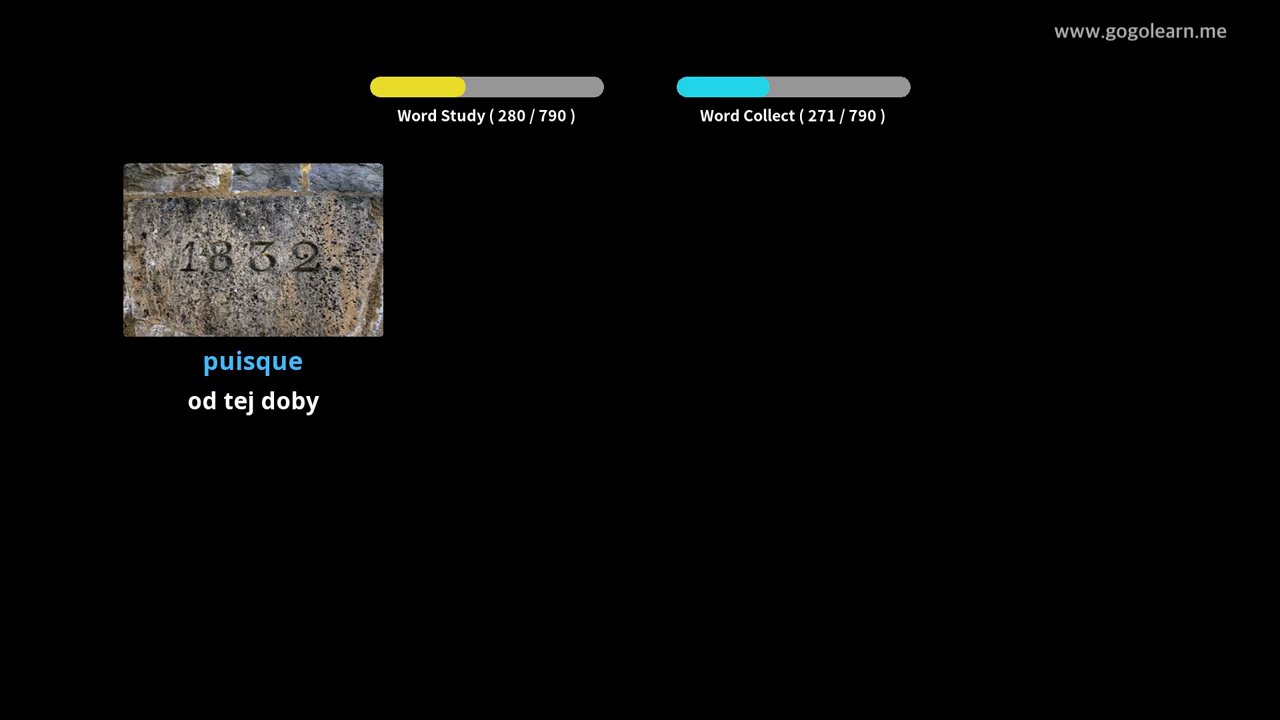 www.gogolearn.me
Word Study ( 280 / 790 )
Word Collect ( 271 / 790 )
1832.
puisque
od tej doby